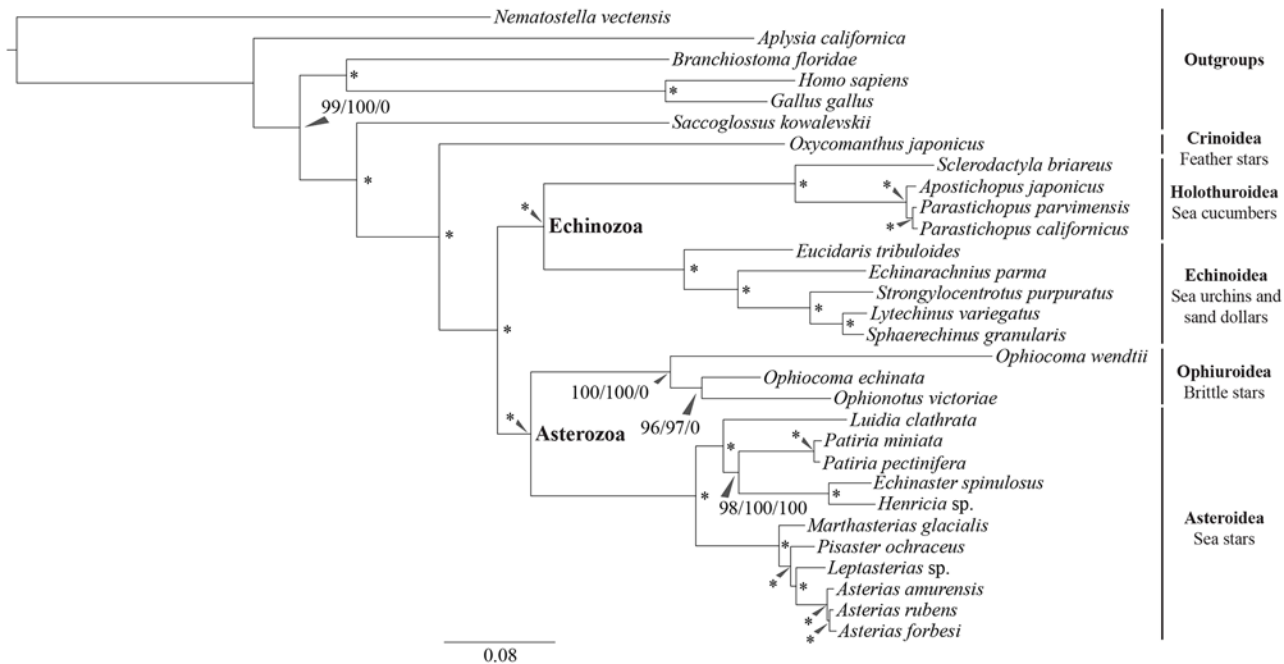 Nematostella vectensis
Aplysia californica
Branchiostoma floridae
Homo sapiens
Gallus gallus
99/100/0
Saccoglossus kowalevskii
Oxycomanthus japonicus
Sclerodactyla briareus
Apostichopus japonicus
Parastichopus parvimensis
Parastichopus californicus
Echinozoa
Eucidaris tribuloides
Echinarachnius parma
Strongylocentrotus purpuratus
Lytechinus variegatus
Sphaerechinus granularis
Ophiocoma wendtii
Ophiocoma echinata
Ophionotus victoriae
100/100/0
96/97/0
Asterozoa
Luidia clathrata
Patiria miniata
Patiria pectinifera
Echinaster spinulosus
Henricia sp.
98/100/100
Marthasterias glacialis
Pisaster ochraceus
Leptasterias sp.
Asterias amurensis
Asterias rubens
Asterias forbesi
0.08
Outgroups
Crinoidea
Feather stars
Holothuroidea
Sea cucumbers
Echinoidea
Sea urchins and
sand dollars
Ophiuroidea
Brittle stars
Asteroidea
Sea stars